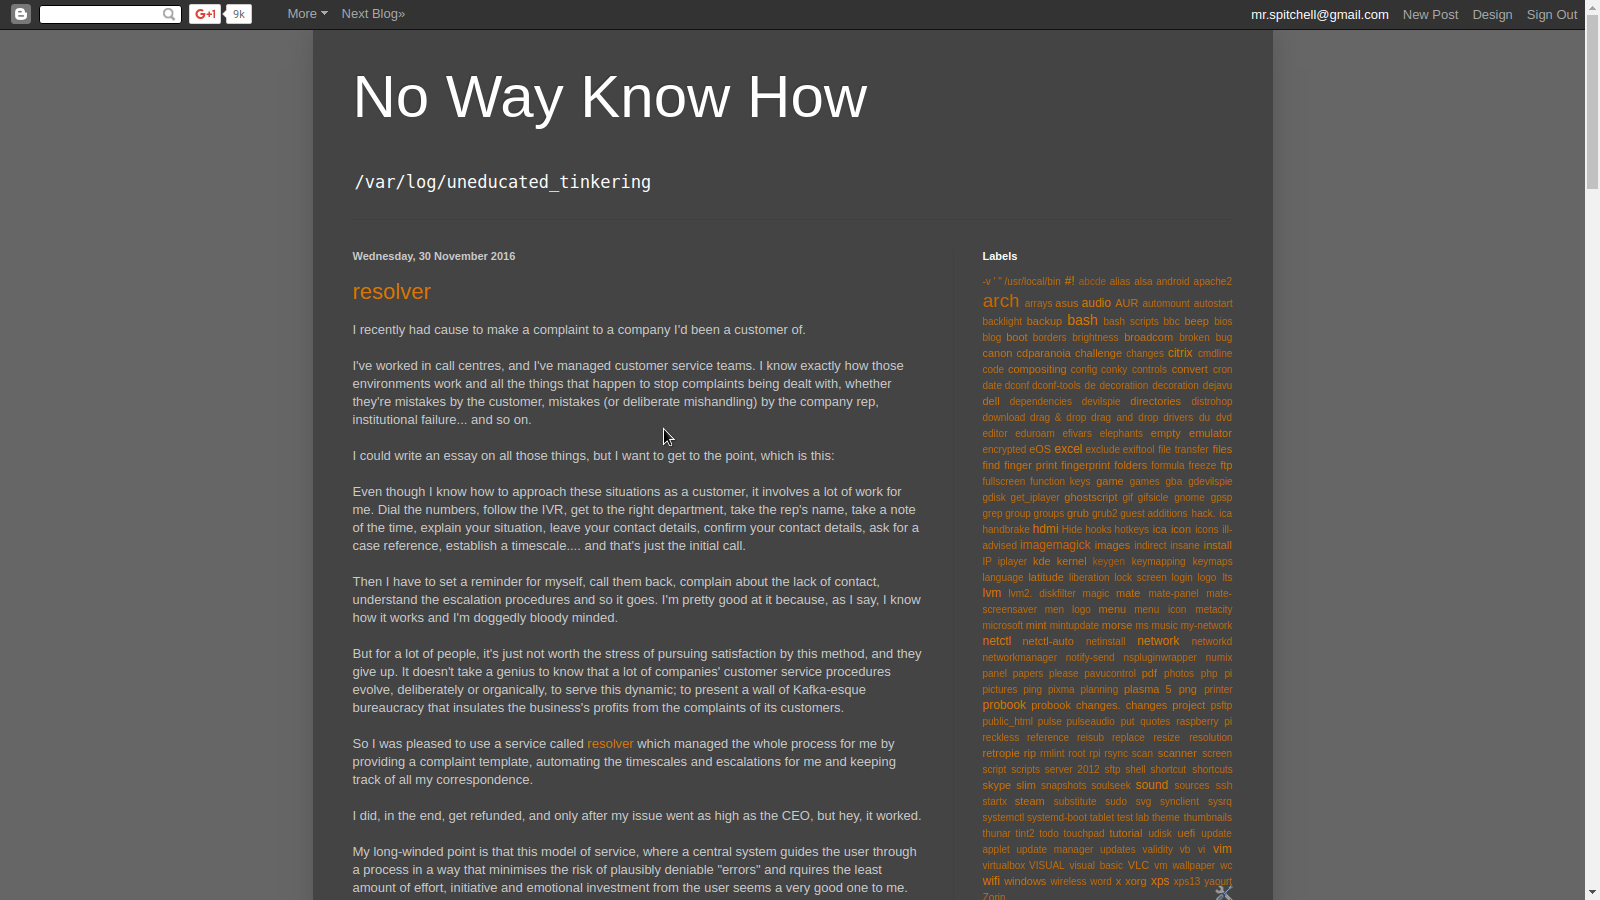 G+1 9k More Next Blog» mr.spitchell@gmail.com New Post Design Sign Out
No Way Know How
/var/log/uneducated_tinkering
Wednesday, 30 November 2016
resolver
I recently had cause to make a complaint to a company I'd been a customer of.
I've worked in call centres, and I've managed customer service teams. I know exactly how those
environments work and all the things that happen to stop complaints being dealt with, whether
they're mistakes by the customer, mistakes (or deliberate mishandling) by the company rep,
institutional failure... and so on.
I could write an essay on all those things, but I want to get to the point, which is this:
Even though I know how to approach these situations as a customer, it involves a lot of work for
me. Dial the numbers, follow the IVR, get to the right department, take the rep's name, take a note
of the time, explain your situation, leave your contact details, confirm your contact details, ask for a
case reference, establish a timescale.... and that's just the initial call.
Then I have to set a reminder for myself, call them back, complain about the lack of contact,
understand the escalation procedures and so it goes. I'm pretty good at it because, as I say, I know
how it works and I'm doggedly bloody minded.
But for a lot of people, it's just not worth the stress of pursuing satisfaction by this method, and they
give up. It doesn't take a genius to know that a lot of companies' customer service procedures
evolve, deliberately or organically, to serve this dynamic; to present a wall of Kafka-esque
bureaucracy that insulates the business's profits from the complaints of its customers.
So I was pleased to use a service called resolver which managed the whole process for me by
providing a complaint template, automating the timescales and escalations for me and keeping
track of all my correspondence.
I did, in the end, get refunded, and only after my issue went as high as the CEO, but hey, it worked.
My long-winded point is that this model of service, where a central system guides the user through
a process in a way that minimises the risk of plausibly deniable "errors" and rquires the least
amount of effort, initiative and emotional investment from the user seems a very good one to me.
Labels
-v ' " /usr/local/bin #! abcde alias alsa android apache2
arch arrays asus audio AUR automount autostart
backlight backup bash bash scripts bbc beep bios
blog boot borders brightness broadcom broken bug
canon cdparanoia challenge changes citrix cmdline
code compositing config conky controls convert cron
date dconf dconf-tools de decoratiion decoration dejavu
dell dependencies devilspie directories distrohop
download drag & drop drag and drop drivers du dvd
editor eduroam efivars elephants empty emulator
encrypted eOS excel exclude exiftool file transfer files
find finger print fingerprint folders formula freeze ftp
fullscreen function keys game games gba gdevilspie
gdisk get_iplayer ghostscript gif gifsicle gnome gpsp
grep group groups grub grub2 guest additions hack. ica
handbrake hdmi Hide hooks hotkeys ica icon icons ill-
advised imagemagick images indirect insane install
IP iplayer kde kernel keygen keymapping keymaps
language latitude liberation lock screen login logo lts
lvm lvm2. diskfilter magic mate mate-panel mate-
screensaver men logo menu menu icon metacity
microsoft mint mintupdate morse ms music my-network
netctl netctl-auto netinstall network networkd
networkmanager notify-send nspluginwrapper numix
panel papers please pavucontrol pdf photos php pi
pictures ping pixma planning plasma 5 png printer
probook probook changes. changes project psftp
public_html pulse pulseaudio put quotes raspberry pi
reckless reference reisub replace resize resolution
retropie rip rmlint root rpi rsync scan scanner screen
script scripts server 2012 sftp shell shortcut shortcuts
skype slim snapshots soulseek sound sources ssh
startx steam substitute sudo svg synclient sysrq
systemctl systemd-boot tablet test lab theme thumbnails
thunar tint2 todo touchpad tutorial udisk uefi update
applet update manager updates validity vb vi vim
virtualbox VISUAL visual basic VLC vm wallpaper wc
wifi windows wireless word x xorg xps xps13 yaourt
Zorin